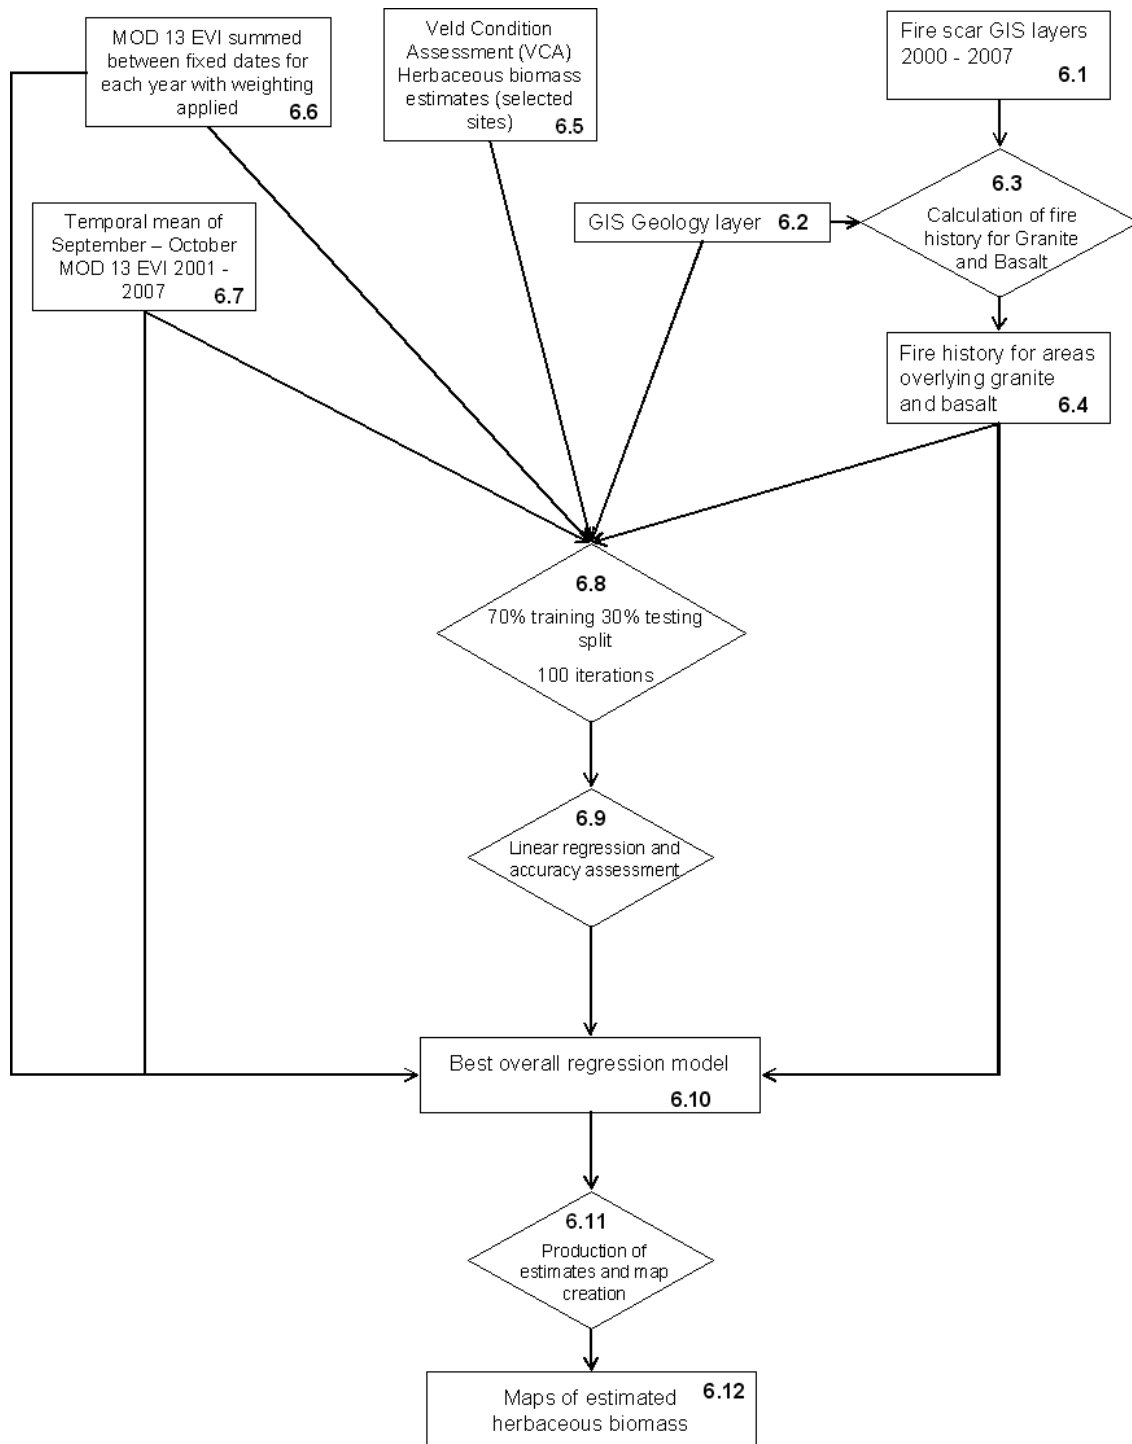 MOD 13 EVI summed
between fixed dates for
each year with weighting
applied 6.6
Veld Condition
Assessment (VCA)
Herbaceous biomass
estimates (selected
sites) 6.5
Fire scar GIS layers
2000 - 2007
6.1
6.3
Calculation of fire
history for Granite
and Basalt
GIS Geology layer 6.2
Temporal mean of
September – October
MOD 13 EVI 2001 -
2007 6.7
Fire history for areas
overlying granite
and basalt 6.4
6.8
70% training 30% testing
split
100 iterations
6.9
Linear regression and
accuracy assessment
Best overall regression model
6.10
6.11
Production of
estimates and map
creation
6.12
Maps of estimated
herbaceous biomass